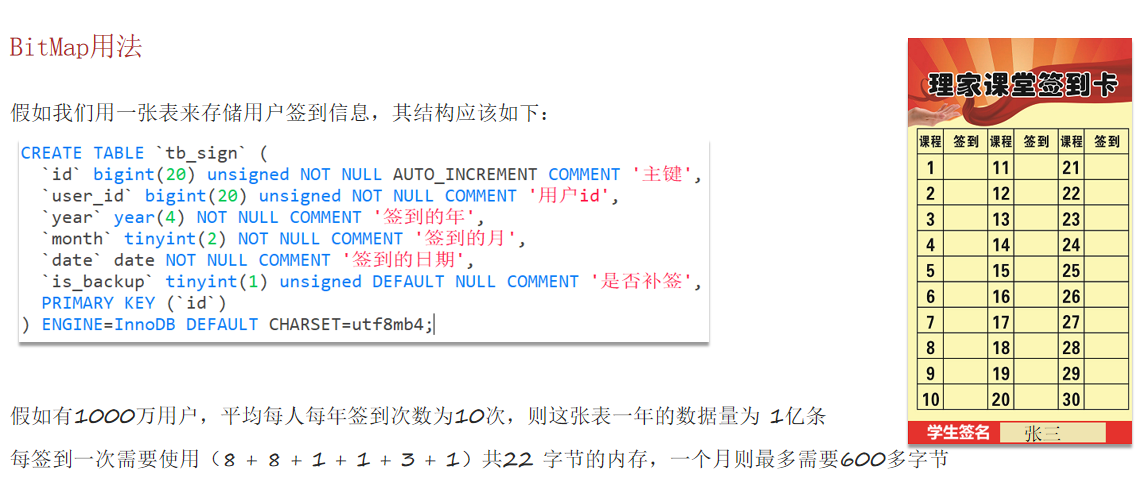 BitMap用法
假如我们用一张表来存储用户签到信息，其结构应该如下：
CREATE TABLE `tb_sign` (
`id` bigint(20) unsigned NOT NULL AUTO_INCREMENT COMMENT '主键',
`user_id` bigint(20) unsigned NOT NULL COMMENT '用户id',
`year` year(4) NOT NULL COMMENT '签到的年',
`month` tinyint(2) NOT NULL COMMENT '签到的月',
`date` date NOT NULL COMMENT '签到的日期',
`is_backup` tinyint(1) unsigned DEFAULT NULL COMMENT '是否补签',
PRIMARY KEY (`id`)
) ENGINE=InnoDB DEFAULT CHARSET=utf8mb4;
假如有1000万用户，平均每人每年签到次数为10次，则这张表一年的数据量为 1亿条
每签到一次需要使用（8 + 8 + 1 + 1 + 3 + 1）共22 字节的内存，一个月则最多需要600多字节
理家课堂签到卡
课程 签到 课程 签到 课程 签到
1 11 21
2 12 22
3 13 23
4 14 24
5 15 25
6 16 26
7 17 27
8 18 28
9 19 29
10 20 30
学生签名 张三